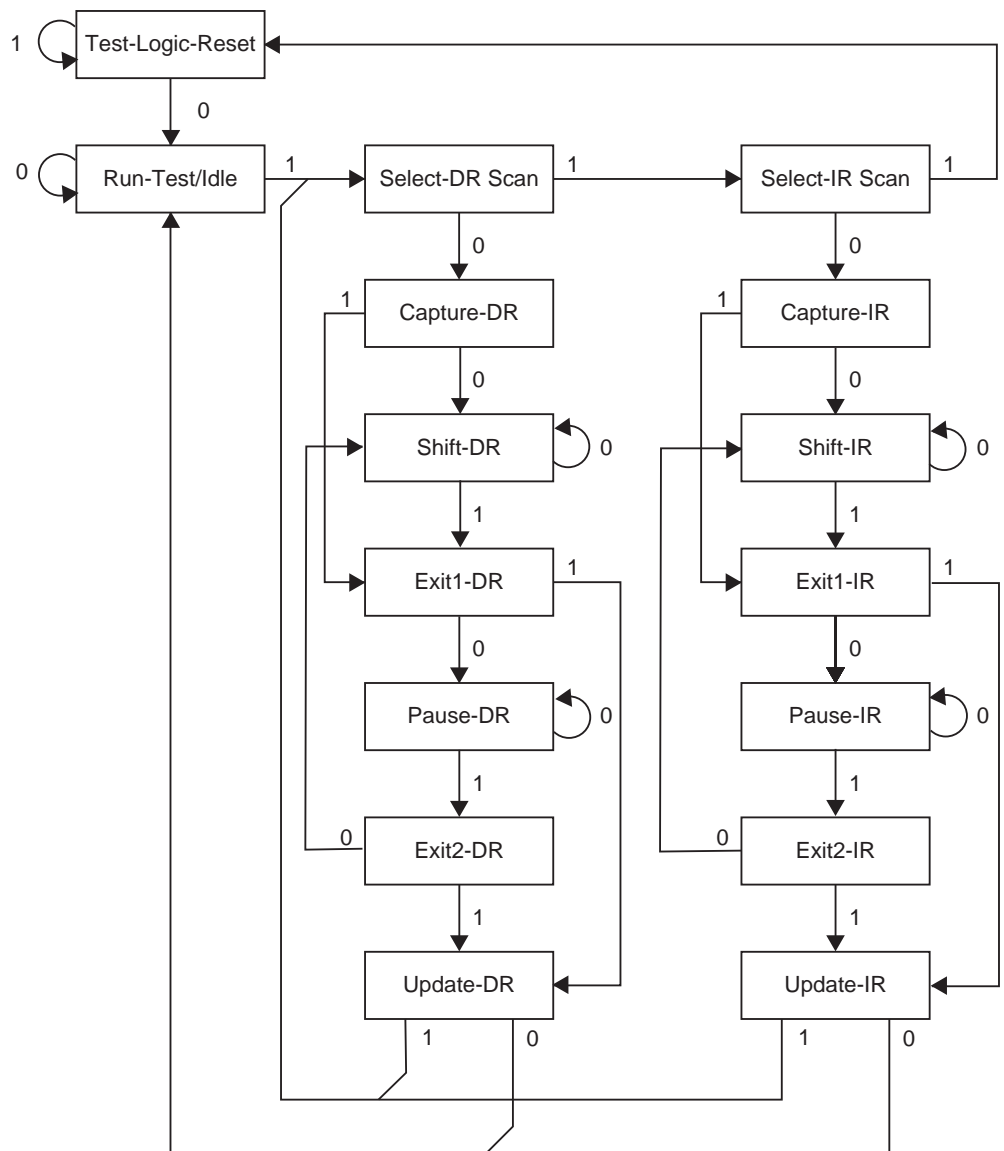 1 Test-Logic-Reset
0
0 Run-Test/Idle 1 Select-DR Scan 1 Select-IR Scan 1
0 0
1 Capture-DR 1 Capture-IR
0 0
Shift-DR 0 Shift-IR 0
1 1
Exit1-DR 1 Exit1-IR 1
0 0
Pause-DR 0 Pause-IR 0
1 1
0 Exit2-DR 0 Exit2-IR
1 1
Update-DR Update-IR
1 0 1 0